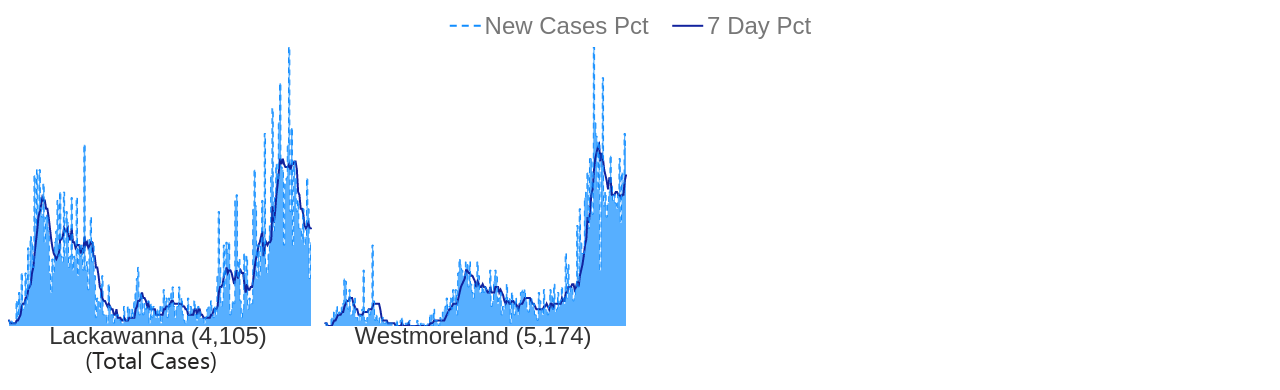 New Cases Pct 7 Day Pct
Lackawanna (4,105) Westmoreland (5,174)
(Total Cases)